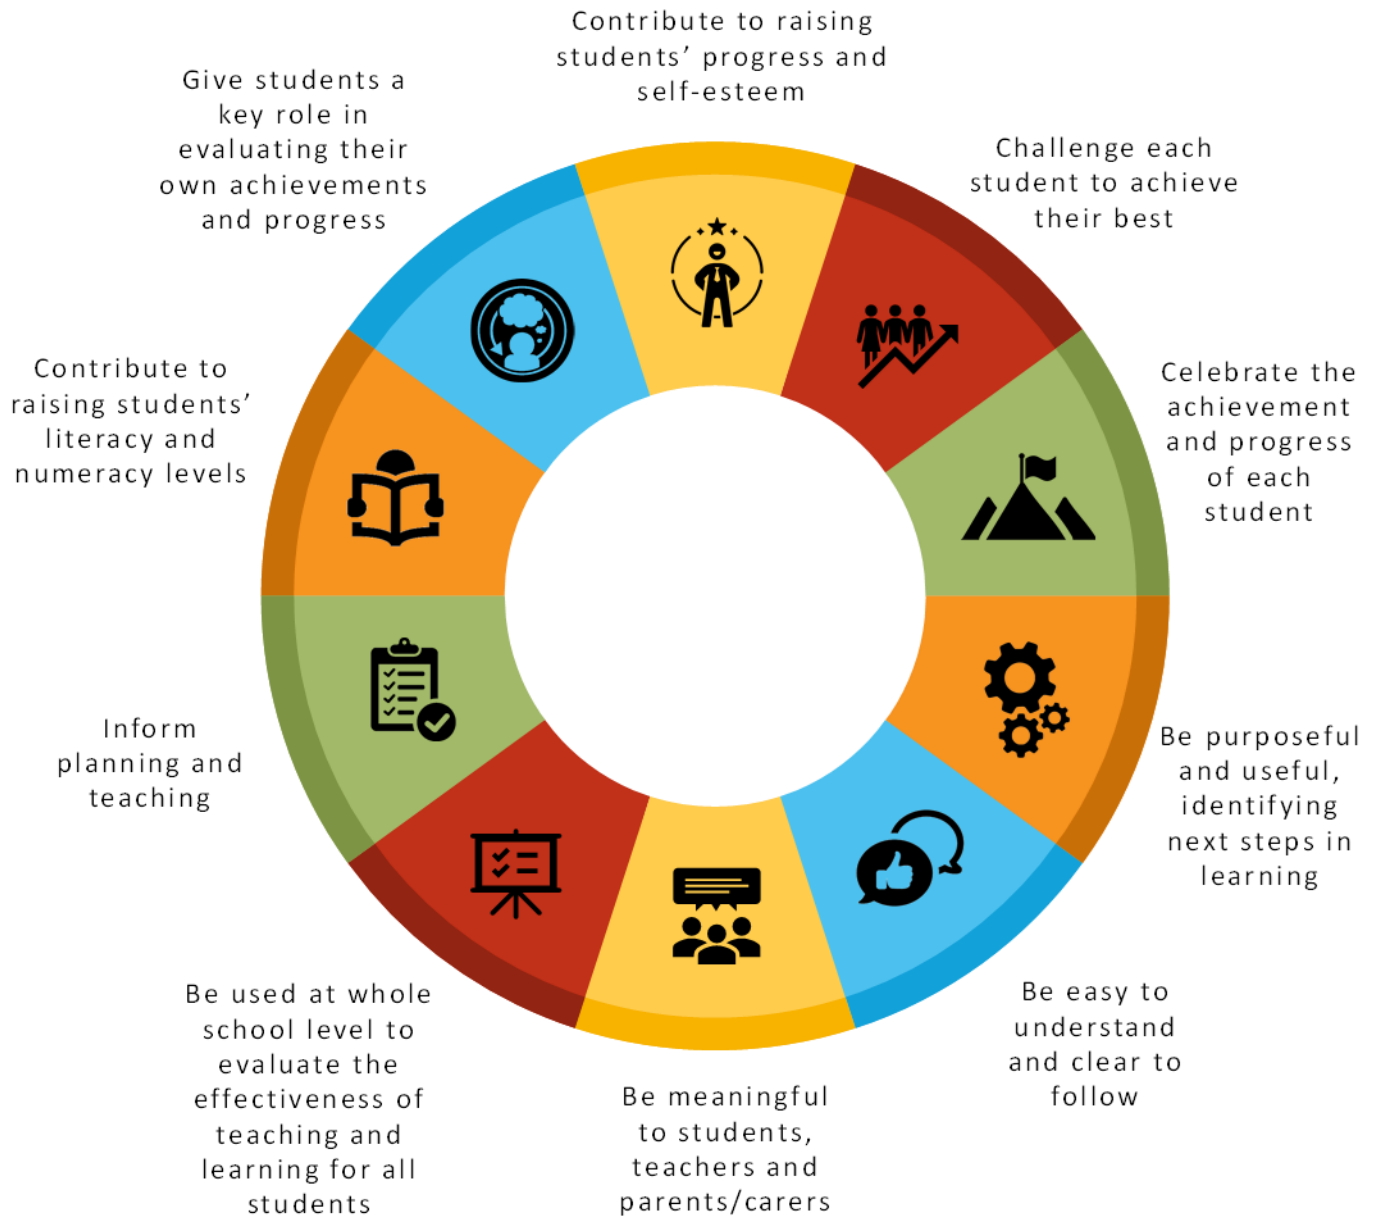 Contribute to raising
students’ progress and
self-esteem
Challenge each
student to achieve
their best
Celebrate the
achievement
and progress
of each
student
Be purposeful
and useful,
identifying
next steps in
learning
Be easy to
understand
and clear to
follow
Be meaningful
to students,
teachers and
parents/carers
Be used at whole
school level to
evaluate the
effectiveness of
teaching and
learning for all
students
Inform
planning and
teaching
Contribute to
raising students’
literacy and
numeracy levels
Give students a
key role in
evaluating their
own achievements
and progress